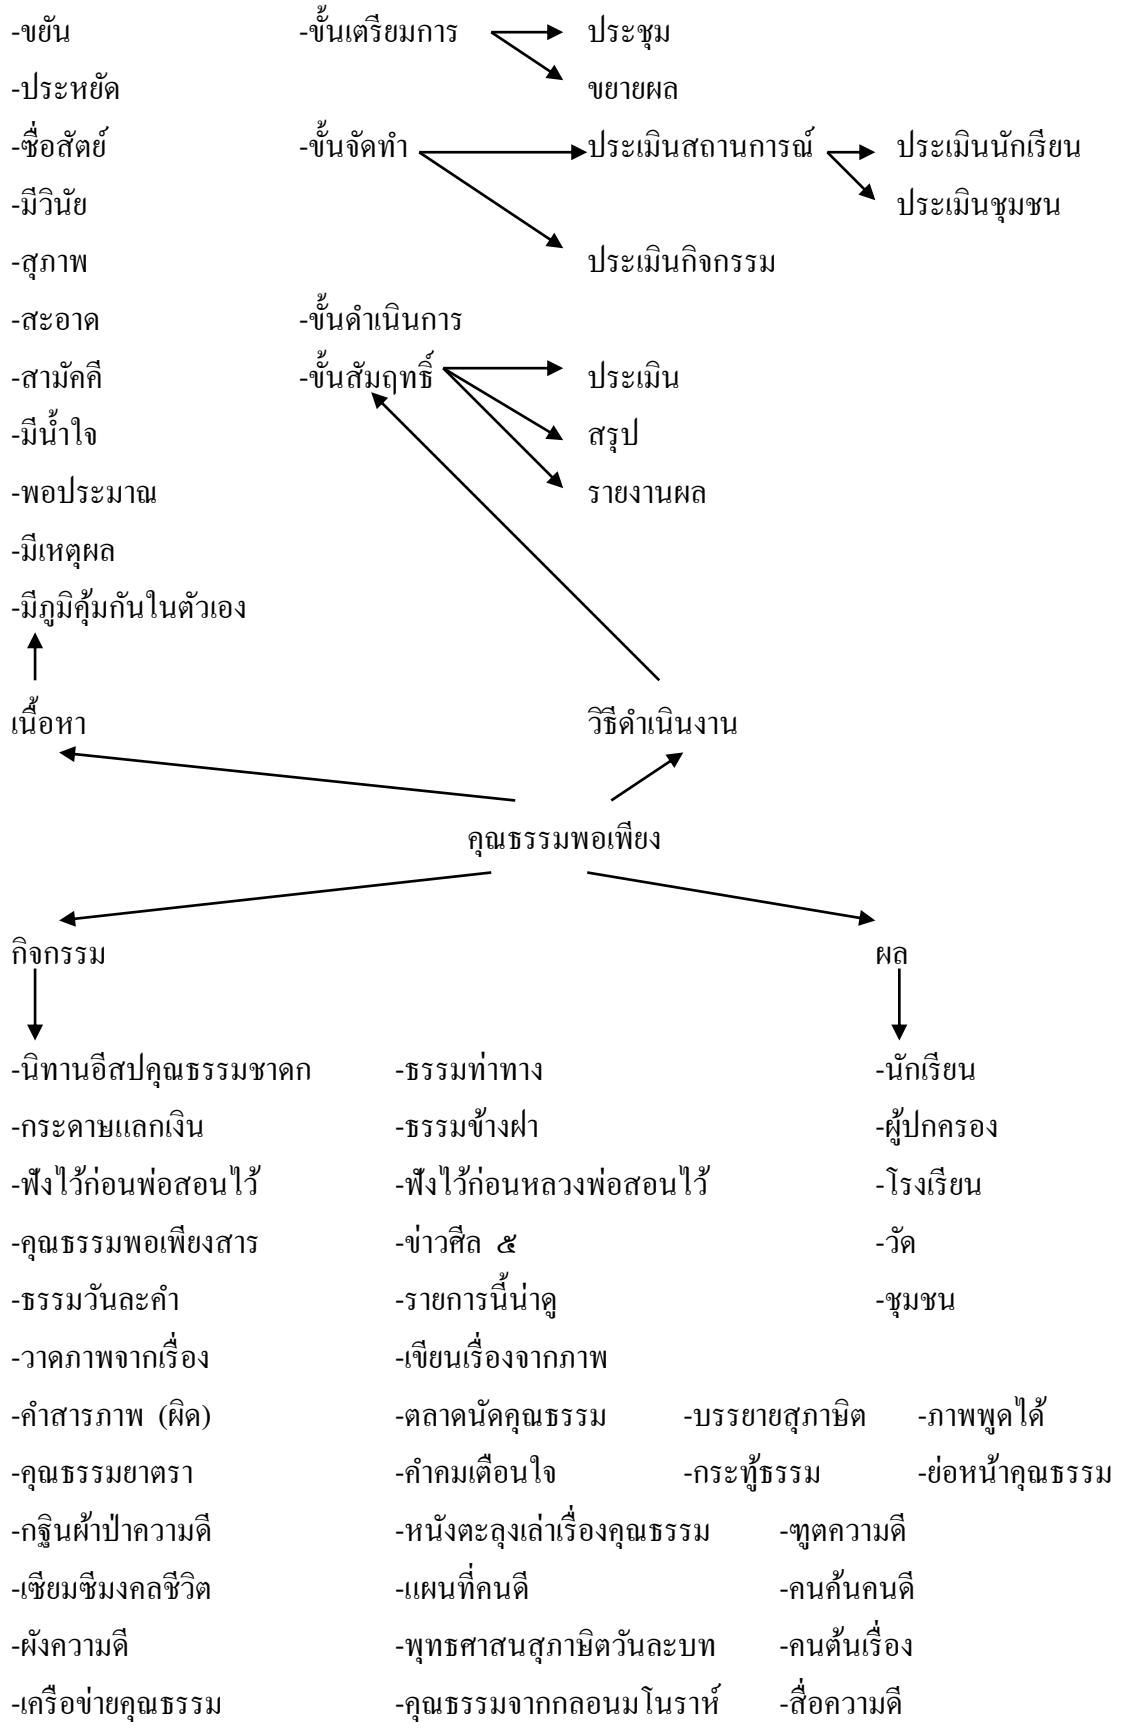 -ขยัน -ขั้นเตรียมการ ประชุม
-ประหยัด ขยายผล
-ซื่อสัตย์ -ขั้นจัดทำ ประเมินสถานการณ์ ประเมินนักเรียน
-มีวินัย ประเมินชุมชน
-สุภาพ ประเมินกิจกรรม
-สะอาด -ขั้นดำเนินการ
-สามัคคี -ขั้นสัมฤทธิ์ ประเมิน
-มีน้ำใจ สรุป
-พอประมาณ รายงานผล
-มีเหตุผล
-มีภูมิคุ้มกันในตัวเอง
เนื้อหา วิธีดำเนินงาน
คุณธรรมพอเพียง
กิจกรรม ผล
-นิทานอีสปคุณธรรมชาดก -ธรรมท่าทาง -นักเรียน
-กระดาษแลกเงิน -ธรรมข้างฝา -ผู้ปกครอง
-ฟังไว้ก่อนพ่อสอนไว้ -ฟังไว้ก่อนหลวงพ่อสอนไว้ -โรงเรียน
-คุณธรรมพอเพียงสาร -ข่าวศีล ๕ -วัด
-ธรรมวันละคำ -รายการนี้น่าดู -ชุมชน
-วาดภาพจากเรื่อง -เขียนเรื่องจากภาพ
-คำสารภาพ (ผิด) -ตลาดนัดคุณธรรม -บรรยายสุภาษิต -ภาพพูดได้
-คุณธรรมยาตรา -คำคมเตือนใจ -กระทู้ธรรม -ย่อหน้าคุณธรรม
-กฐินผ้าป่าความดี -หนังตะลุงเล่าเรื่องคุณธรรม -ฑูตความดี
-เซียมซีมงคลชีวิต -แผนที่คนดี -คนค้นคนดี
-ผังความดี -พุทธศาสนสุภาษิตวันละบท -คนต้นเรื่อง
-เครือข่ายคุณธรรม -คุณธรรมจากกลอนมโนราห์ -สื่อความดี